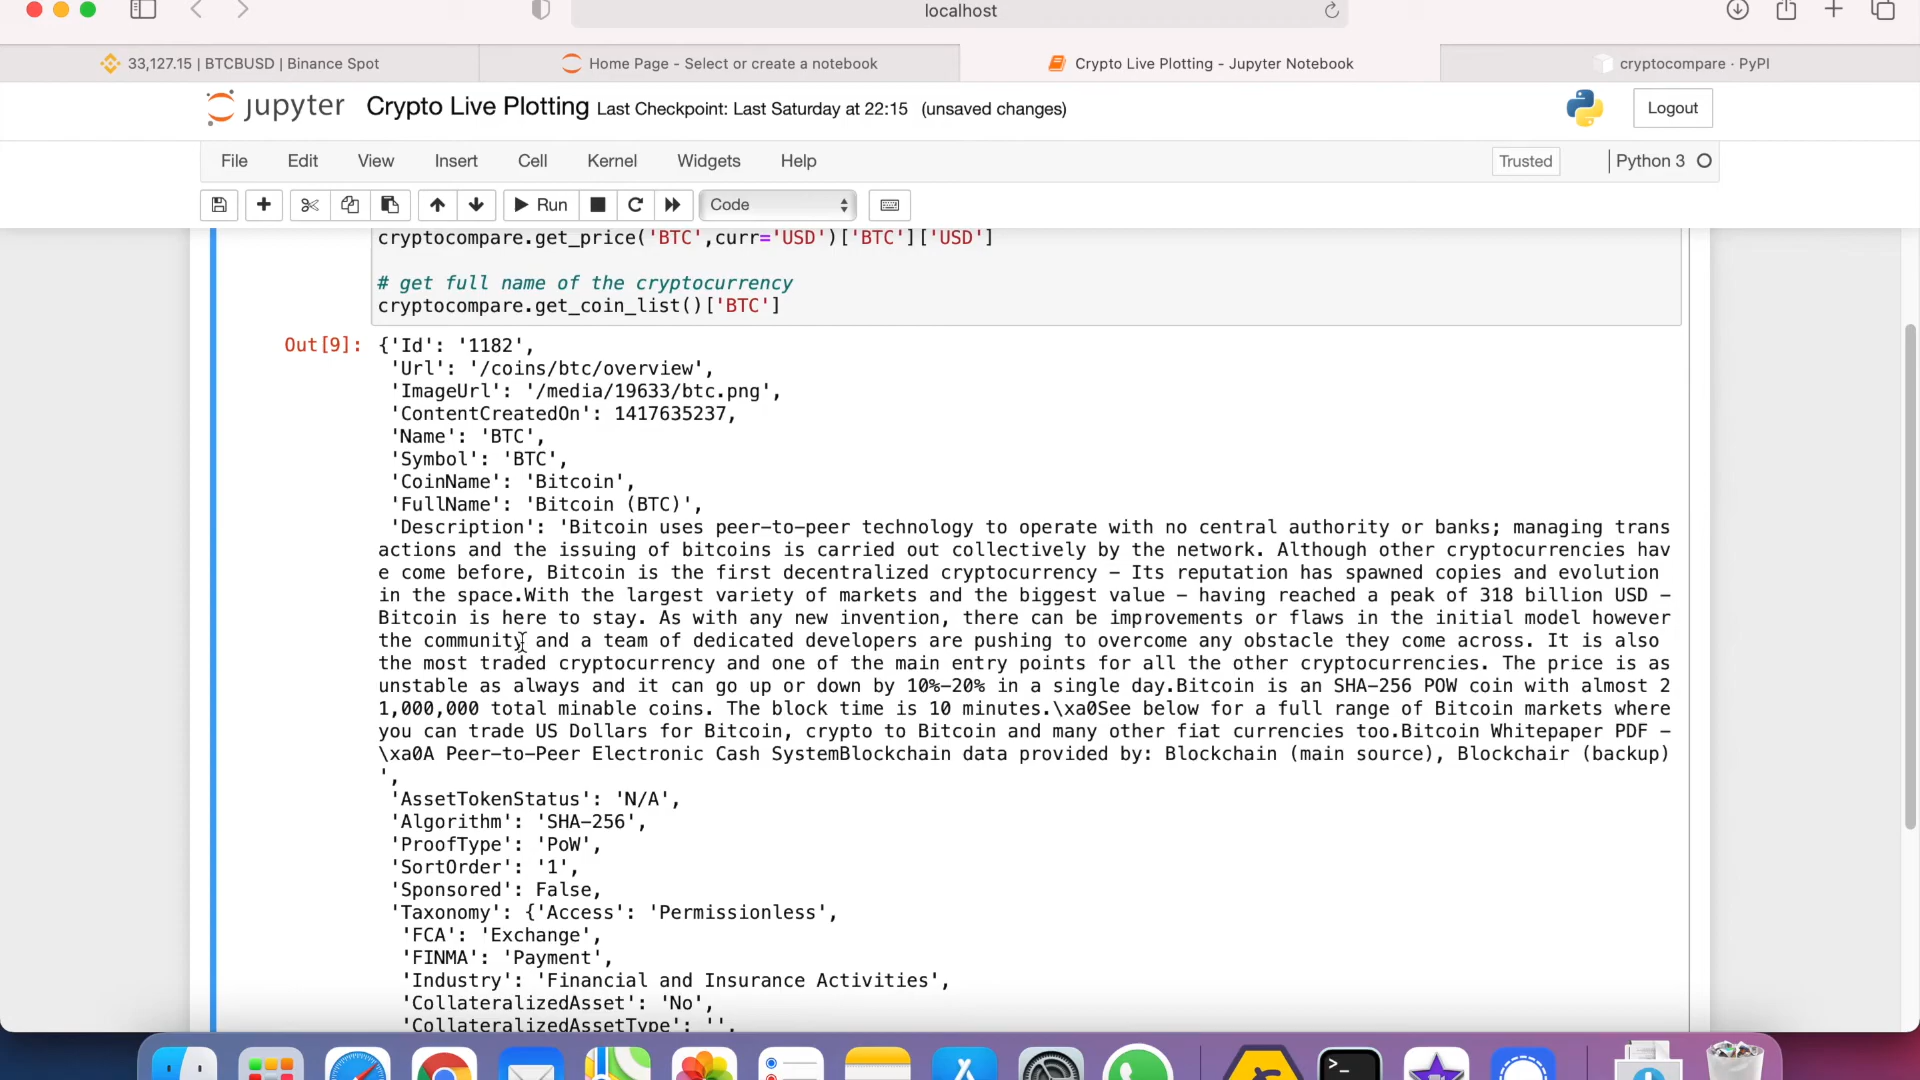 localhost
33,127.15 | BTCBUSD | Binance Spot
Home Page - Select or create a notebook
Crypto Live Plotting - Jupyter Notebook
cryptocompare · PyPI
jupyter Crypto Live Plotting Last Checkpoint: Last Saturday at 22:15 (unsaved changes)
Logout
File Edit View Insert Cell Kernel Widgets Help
Trusted
Python 3
Run
Code
cryptocompare.get_price('BTC',curr='USD')['BTC']['USD']
# get full name of the cryptocurrency
cryptocompare.get_coin_list()['BTC']
Out[9]: {'Id': '1182',
'Url': '/coins/btc/overview',
'ImageUrl': '/media/19633/btc.png',
'ContentCreatedOn': 1417635237,
'Name': 'BTC',
'Symbol': 'BTC',
'CoinName': 'Bitcoin',
'FullName': 'Bitcoin (BTC)',
'Description': 'Bitcoin uses peer-to-peer technology to operate with no central authority or banks; managing trans
actions and the issuing of bitcoins is carried out collectively by the network. Although other cryptocurrencies hav
e come before, Bitcoin is the first decentralized cryptocurrency – Its reputation has spawned copies and evolution
in the space.With the largest variety of markets and the biggest value – having reached a peak of 318 billion USD –
Bitcoin is here to stay. As with any new invention, there can be improvements or flaws in the initial model however
the community and a team of dedicated developers are pushing to overcome any obstacle they come across. It is also
the most traded cryptocurrency and one of the main entry points for all the other cryptocurrencies. The price is as
unstable as always and it can go up or down by 10%-20% in a single day.Bitcoin is an SHA-256 POW coin with almost 2
1,000,000 total minable coins. The block time is 10 minutes.\xa0See below for a full range of Bitcoin markets where
you can trade US Dollars for Bitcoin, crypto to Bitcoin and many other fiat currencies too.Bitcoin Whitepaper PDF –
\xa0A Peer-to-Peer Electronic Cash SystemBlockchain data provided by: Blockchain (main source), Blockchair (backup)
',
'AssetTokenStatus': 'N/A',
'Algorithm': 'SHA-256',
'ProofType': 'PoW',
'SortOrder': '1',
'Sponsored': False,
'Taxonomy': {'Access': 'Permissionless',
'FCA': 'Exchange',
'FINMA': 'Payment',
'Industry': 'Financial and Insurance Activities',
'CollateralizedAsset': 'No',
'CollateralizedAssetType': '',